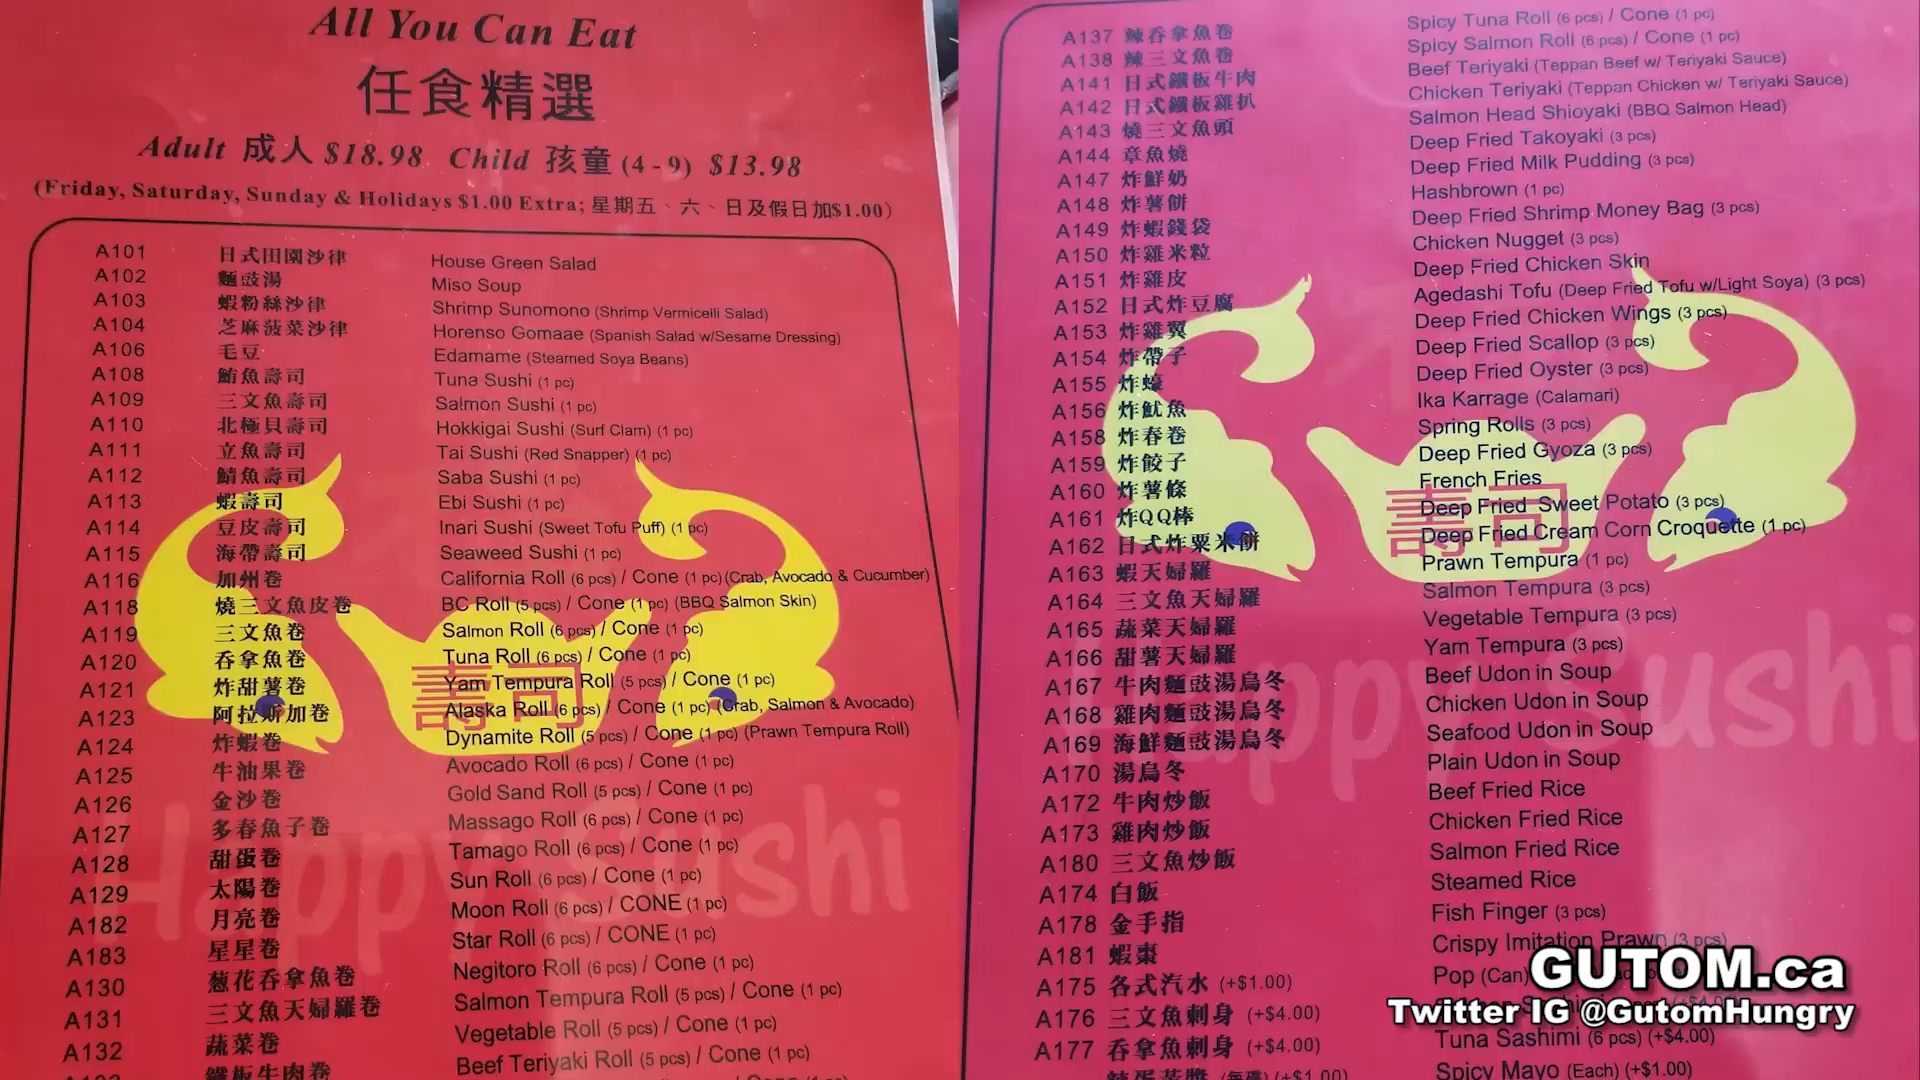 All You Can Eat
任食精選
Adult 成人 $18.98 Child 孩童 (4 - 9) $13.98
(Friday, Saturday, Sunday & Holidays $1.00 Extra; 星期五、六、日及假日加$1.00)
A101 日式田園沙律 House Green Salad
A102 麵豉湯 Miso Soup
A103 蝦粉絲沙律 Shrimp Sunomono (Shrimp Vermicelli Salad)
A104 芝麻菠菜沙律 Horenso Gomaae (Spanish Salad w/Sesame Dressing)
A106 毛豆 Edamame (Steamed Soya Beans)
A108 鮪魚壽司 Tuna Sushi (1 pc)
A109 三文魚壽司 Salmon Sushi (1 pc)
A110 北極貝壽司 Hokkigai Sushi (Surf Clam) (1 pc)
A111 立魚壽司 Tai Sushi (Red Snapper) (1 pc)
A112 鯖魚壽司 Saba Sushi (1 pc)
A113 蝦壽司 Ebi Sushi (1 pc)
A114 豆皮壽司 Inari Sushi (Sweet Tofu Puff) (1 pc)
A115 海帶壽司 Seaweed Sushi (1 pc)
A116 加州卷 California Roll (6 pcs) / Cone (1 pc)(Crab, Avocado & Cucumber)
A118 燒三文魚皮卷 BC Roll (5 pcs) / Cone (1 pc) (BBQ Salmon Skin)
A119 三文魚卷 Salmon Roll (6 pcs) / Cone (1 pc)
A120 吞拿魚卷 Tuna Roll (6 pcs) / Cone (1 pc)
A121 炸甜薯卷 Yam Tempura Roll (5 pcs) / Cone (1 pc)
A123 阿拉斯加卷 Alaska Roll (6 pcs) / Cone (1 pc) (Crab, Salmon & Avocado)
A124 炸蝦卷 Dynamite Roll (5 pcs) / Cone (1 pc) (Prawn Tempura Roll)
A125 牛油果卷 Avocado Roll (6 pcs) / Cone (1 pc)
A126 金沙卷 Gold Sand Roll (5 pcs) / Cone (1 pc)
A127 多春魚子卷 Massago Roll (6 pcs) / Cone (1 pc)
A128 甜蛋卷 Tamago Roll (6 pcs) / Cone (1 pc)
A129 太陽卷 Sun Roll (6 pcs) / Cone (1 pc)
A182 月亮卷 Moon Roll (6 pcs) / CONE (1 pc)
A183 星星卷 Star Roll (6 pcs) / CONE (1 pc)
A130 葱花吞拿魚卷 Negitoro Roll (6 pcs) / Cone (1 pc)
A131 三文魚天婦羅卷 Salmon Tempura Roll (5 pcs) / Cone (1 pc)
A132 蔬菜卷 Vegetable Roll (5 pcs) / Cone (1 pc)
鐵板牛肉卷 Beef Teriyaki Roll (5 pcs) / Cone (1 pc)
壽司
Happy Sushi
A137 辣吞拿魚卷 Spicy Tuna Roll (6 pcs) / Cone (1 pc)
A138 辣三文魚卷 Spicy Salmon Roll (6 pcs) / Cone (1 pc)
A141 日式鐵板牛肉 Beef Teriyaki (Teppan Beef w/ Teriyaki Sauce)
A142 日式鐵板雞扒 Chicken Teriyaki (Teppan Chicken w/ Teriyaki Sauce)
A143 燒三文魚頭 Salmon Head Shioyaki (BBQ Salmon Head)
A144 章魚燒 Deep Fried Takoyaki (3 pcs)
A147 炸鮮奶 Deep Fried Milk Pudding (3 pcs)
A148 炸薯餅 Hashbrown (1 pc)
A149 炸蝦錢袋 Deep Fried Shrimp Money Bag (3 pcs)
A150 炸雞米粒 Chicken Nugget (3 pcs)
A151 炸雞皮 Deep Fried Chicken Skin
A152 日式炸豆腐 Agedashi Tofu (Deep Fried Tofu w/Light Soya) (3 pcs)
A153 炸雞翼 Deep Fried Chicken Wings (3 pcs)
A154 炸帶子 Deep Fried Scallop (3 pcs)
A155 炸蠔 Deep Fried Oyster (3 pcs)
A156 炸魷魚 Ika Karrage (Calamari)
A158 炸春卷 Spring Rolls (3 pcs)
A159 炸餃子 Deep Fried Gyoza (3 pcs)
A160 炸薯條 French Fries
A161 炸QQ棒 Deep Fried Sweet Potato (3 pcs)
A162 日式炸粟米餅 Deep Fried Cream Corn Croquette (1 pc)
A163 蝦天婦羅 Prawn Tempura (1 pc)
A164 三文魚天婦羅 Salmon Tempura (3 pcs)
A165 蔬菜天婦羅 Vegetable Tempura (3 pcs)
A166 甜薯天婦羅 Yam Tempura (3 pcs)
A167 牛肉麵豉湯烏冬 Beef Udon in Soup
A168 雞肉麵豉湯烏冬 Chicken Udon in Soup
A169 海鮮麵豉湯烏冬 Seafood Udon in Soup
A170 湯烏冬 Plain Udon in Soup
A172 牛肉炒飯 Beef Fried Rice
A173 雞肉炒飯 Chicken Fried Rice
A180 三文魚炒飯 Salmon Fried Rice
A174 白飯 Steamed Rice
A178 金手指 Fish Finger (3 pcs)
A181 蝦棗 Crispy Imitation Prawn (3 pcs)
A175 各式汽水 (+$1.00) Pop (Can)
A176 三文魚刺身 (+$4.00)
A177 吞拿魚刺身 (+$4.00) Tuna Sashimi (6 pcs) (+$4.00)
Spicy Mayo (Each) (+$1.00)
壽司
Happy Sushi
GUTOM.ca
Twitter IG @GutomHungry